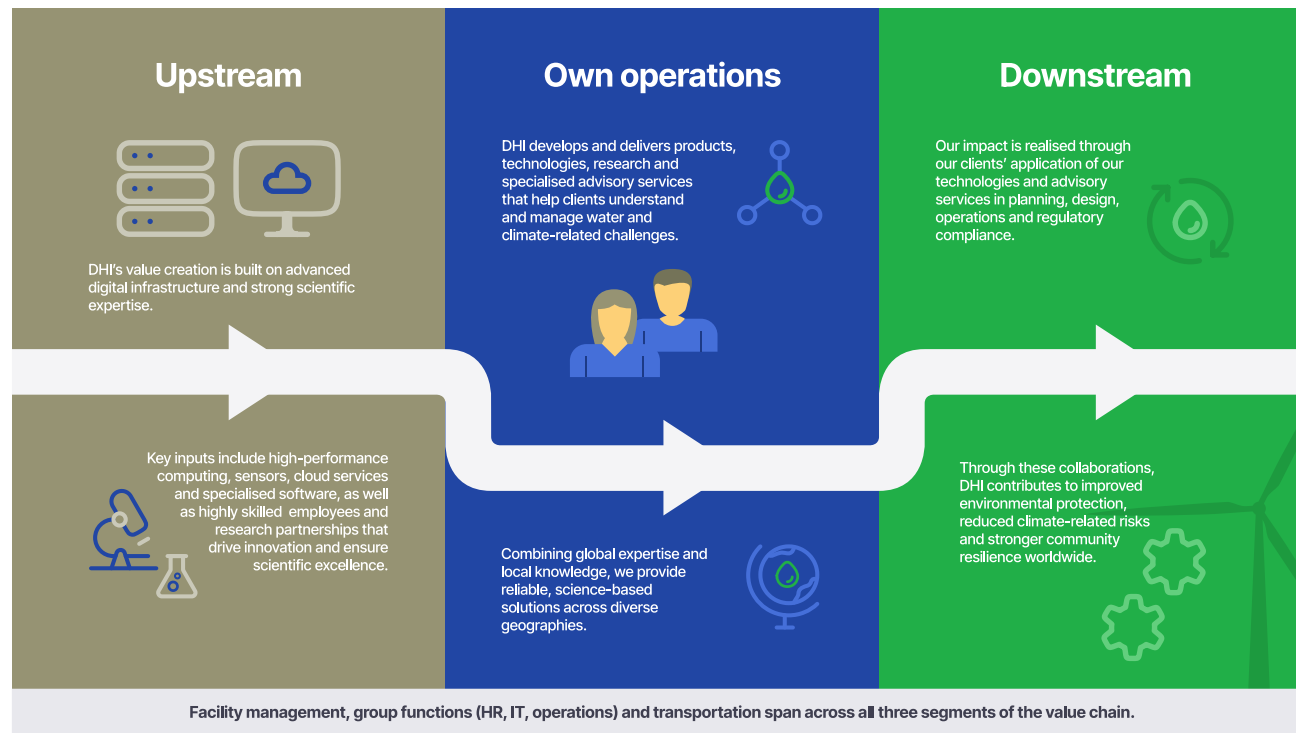 Upstream
DHI's value creation is built on advanced
digital infrastructure and strong scientific
expertise.
Key inputs include high-performance
computing, sensors, cloud services
and specialised software, as well
as highly skilled employees and
research partnerships that
drive innovation and ensure
scientific excellence.
Own operations
DHI develops and delivers products,
technologies, research and
specialised advisory services
that help clients understand
and manage water and
climate-related challenges.
Combining global expertise and
local knowledge, we provide
reliable, science-based
solutions across diverse
geographies.
Downstream
Our impact is realised through
our clients' application of our
technologies and advisory
services in planning, design,
operations and regulatory
compliance.
Through these collaborations,
DHI contributes to improved
environmental protection,
reduced climate-related risks
and stronger community
resilience worldwide.
Facility management, group functions (HR, IT, operations) and transportation span across all three segments of the value chain.